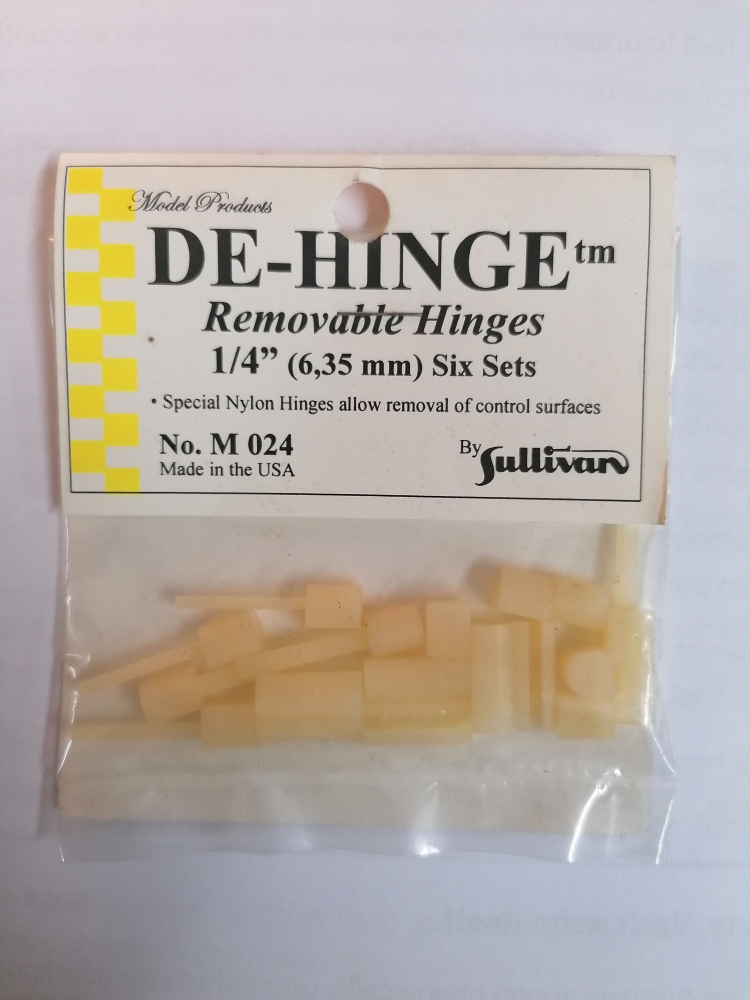 Model Products
DE-HINGE™
Removable Hinges
1/4” (6,35 mm) Six Sets
• Special Nylon Hinges allow removal of control surfaces
No. M 024
Made in the USA
By Sullivan